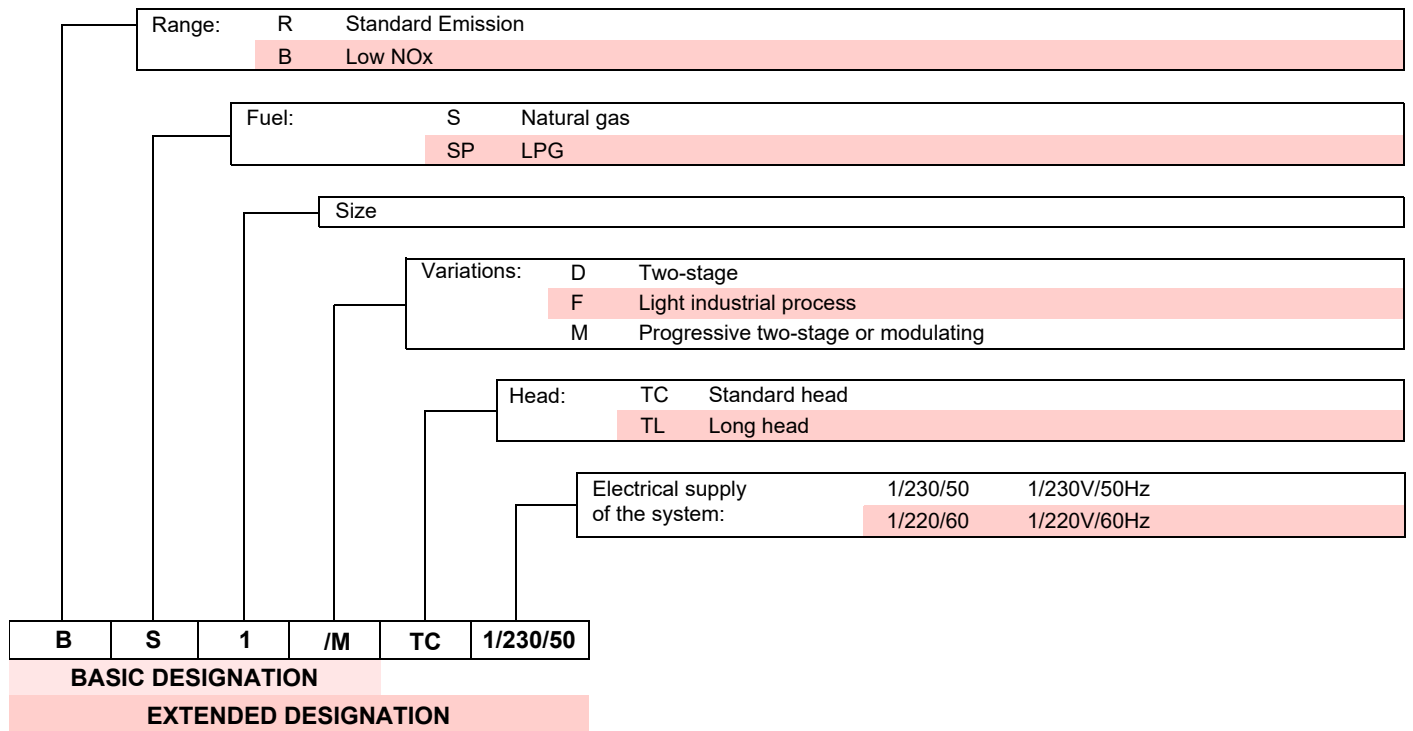 Range: R Standard Emission
B Low NOx
Fuel: S Natural gas
SP LPG
Size
Variations: D Two-stage
F Light industrial process
M Progressive two-stage or modulating
Head: TC Standard head
TL Long head
Electrical supply 1/230/50 1/230V/50Hz
of the system: 1/220/60 1/220V/60Hz
B S 1 /M TC 1/230/50
BASIC DESIGNATION
EXTENDED DESIGNATION